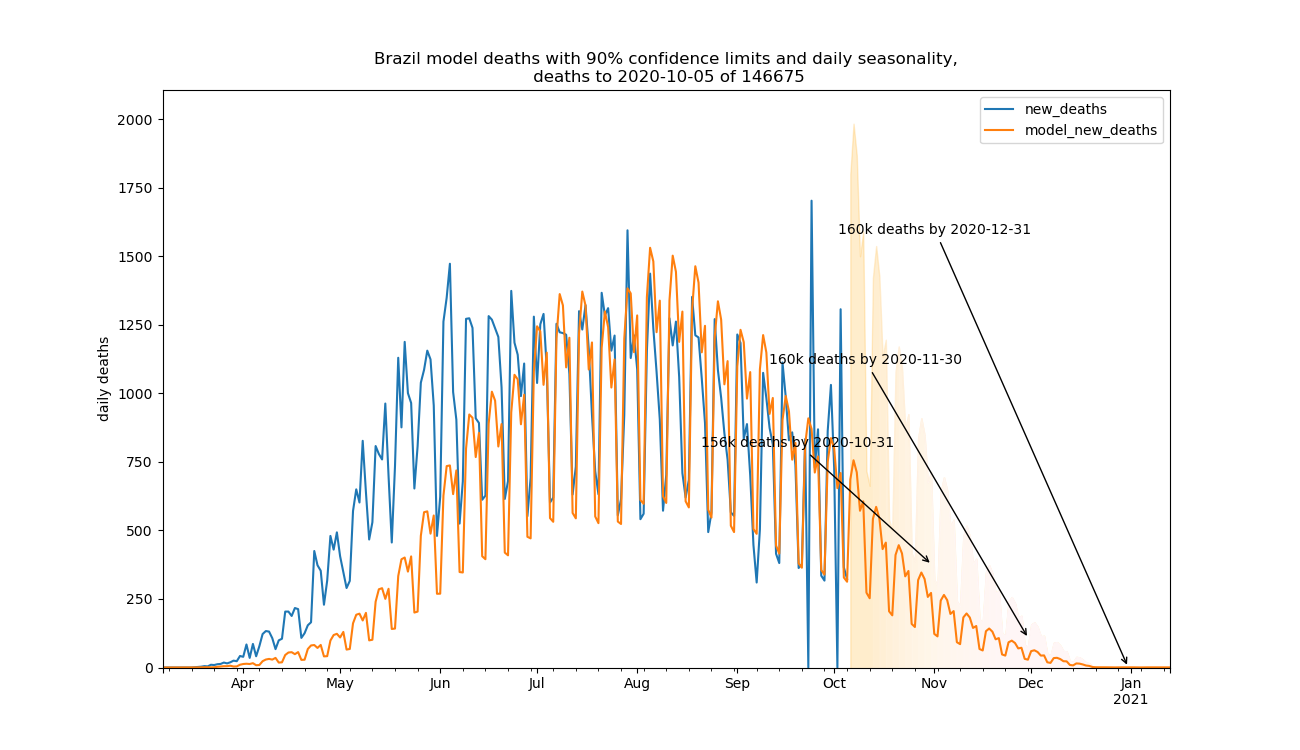 Brazil model deaths with 90% confidence limits and daily seasonality,
deaths to 2020-10-05 of 146675
new_deaths
model_new_deaths
160k deaths by 2020-12-31
160k deaths by 2020-11-30
156k deaths by 2020-10-31
daily deaths
2000
1750
1500
1250
1000
750
500
250
0
Apr
May
Jun
Jul
Aug
Sep
Oct
Nov
Dec
Jan
2021